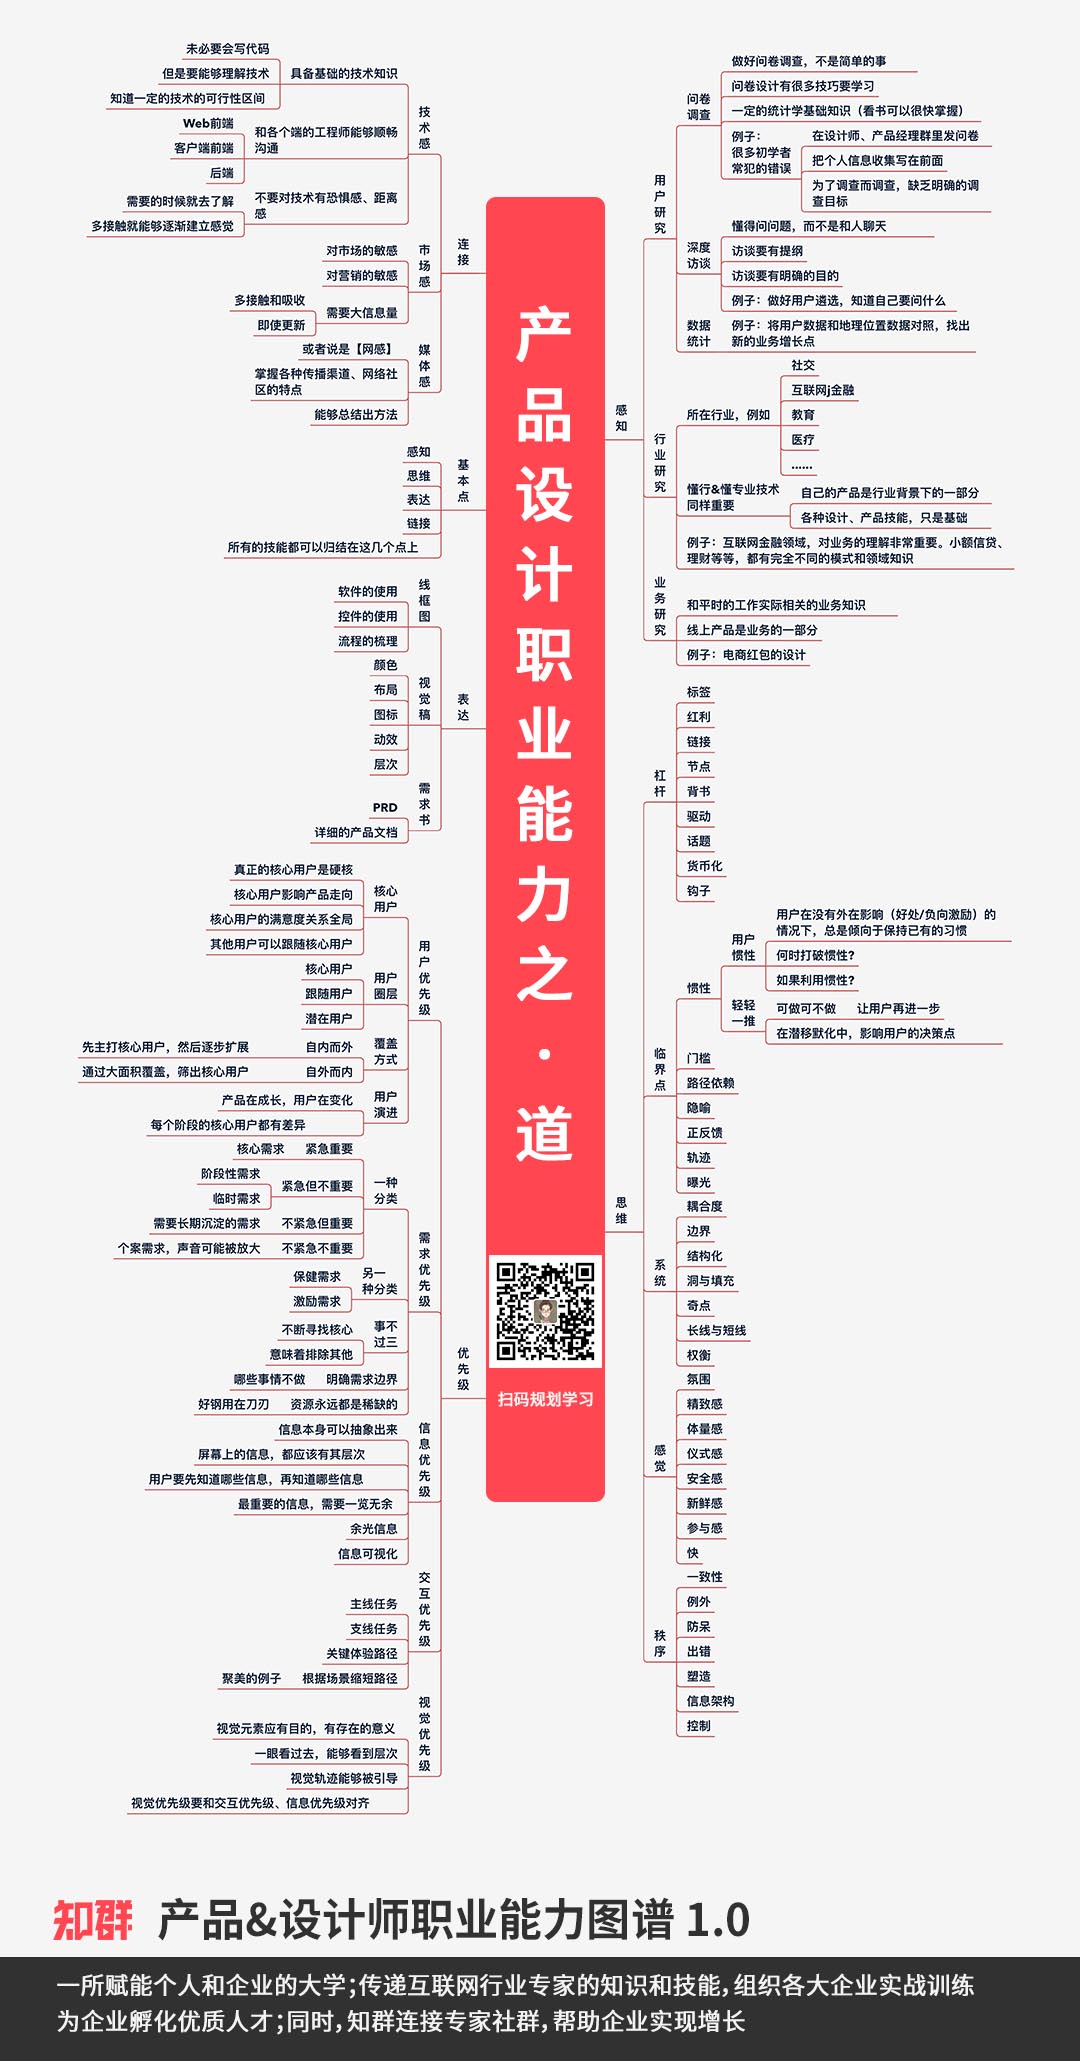 未必要会写代码
但是要能够理解技术
知道一定的技术的可行性区间
具备基础的技术知识
Web前端
客户端前端
后端
和各个端的工程师能够顺畅
沟通
需要的时候就去了解
多接触就能够逐渐建立感觉
不要对技术有恐惧感、距离
感
技术感
对市场的敏感
对营销的敏感
多接触和吸收
即使更新
需要大信息量
市场感
或者说是【网感】
掌握各种传播渠道、网络社
区的特点
能够总结出方法
媒体感
连接
感知
思维
表达
链接
所有的技能都可以归结在这几个点上
基本点
软件的使用
控件的使用
流程的梳理
线框图
颜色
布局
图标
动效
层次
视觉稿
PRD
详细的产品文档
需求书
表达
真正的核心用户是硬核
核心用户影响产品走向
核心用户的满意度关系全局
其他用户可以跟随核心用户
核心
用户
核心用户
跟随用户
潜在用户
用户
圈层
先主打核心用户，然后逐步扩展
自内而外
通过大面积覆盖，筛出核心用户
自外而内
覆盖
方式
产品在成长，用户在变化
每个阶段的核心用户都有差异
用户
演进
用户优先级
核心需求
紧急重要
阶段性需求
临时需求
紧急但不重要
需要长期沉淀的需求
不紧急但重要
个案需求，声音可能被放大
不紧急不重要
一种
分类
保健需求
激励需求
另一
种分类
不断寻找核心
意味着排除其他
事不
过三
哪些事情不做
明确需求边界
好钢用在刀刃
资源永远都是稀缺的
需求优先级
信息本身可以抽象出来
屏幕上的信息，都应该有其层次
用户要先知道哪些信息，再知道哪些信息
最重要的信息，需要一览无余
余光信息
信息可视化
信息优先级
主线任务
支线任务
关键体验路径
聚美的例子
根据场景缩短路径
交互优先级
视觉元素应有目的，有存在的意义
一眼看过去，能够看到层次
视觉轨迹能够被引导
视觉优先级要和交互优先级、信息优先级对齐
视觉优先级
优先级
产品设计职业能力之·道
扫码规划学习
感知
用户研究
问卷
调查
做好问卷调查，不是简单的事
问卷设计有很多技巧要学习
一定的统计学基础知识（看书可以很快掌握）
例子：
很多初学者
常犯的错误
在设计师、产品经理群里发问卷
把个人信息收集写在前面
为了调查而调查，缺乏明确的调
查目标
深度
访谈
懂得问问题，而不是和人聊天
访谈要有提纲
访谈要有明确的目的
例子：做好用户遴选，知道自己要问什么
数据
统计
例子：将用户数据和地理位置数据对照，找出
新的业务增长点
行业研究
所在行业，例如
社交
互联网j金融
教育
医疗
……
懂行&懂专业技术
同样重要
自己的产品是行业背景下的一部分
各种设计、产品技能，只是基础
例子：互联网金融领域，对业务的理解非常重要。小额信贷、
理财等等，都有完全不同的模式和领域知识
业务研究
和平时的工作实际相关的业务知识
线上产品是业务的一部分
例子：电商红包的设计
思维
杠杆
标签
红利
链接
节点
背书
驱动
话题
货币化
钩子
临界点
惯性
用户
惯性
用户在没有外在影响（好处/负向激励）的
情况下，总是倾向于保持已有的习惯
何时打破惯性?
如果利用惯性?
轻轻
一推
可做可不做
让用户再进一步
在潜移默化中，影响用户的决策点
门槛
路径依赖
隐喻
正反馈
轨迹
曝光
系统
耦合度
边界
结构化
洞与填充
奇点
长线与短线
权衡
感觉
氛围
精致感
体量感
仪式感
安全感
新鲜感
参与感
快
秩序
一致性
例外
防呆
出错
塑造
信息架构
控制
知群 产品&设计师职业能力图谱 1.0
一所赋能个人和企业的大学;传递互联网行业专家的知识和技能,组织各大企业实战训练
为企业孵化优质人才;同时,知群连接专家社群,帮助企业实现增长